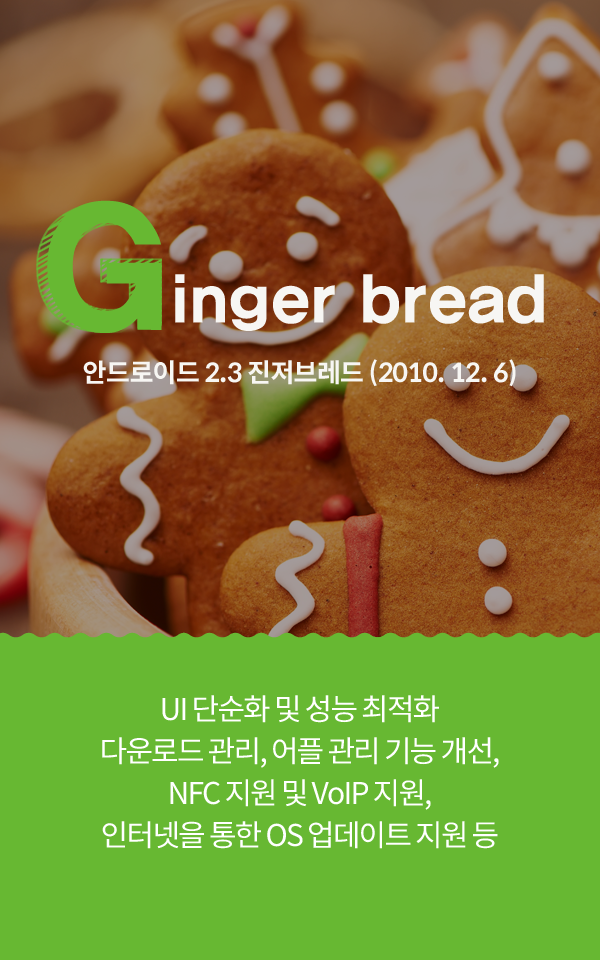 Ginger bread
안드로이드 2.3 진저브레드 (2010. 12. 6)
UI 단순화 및 성능 최적화
다운로드 관리, 어플 관리 기능 개선,
NFC 지원 및 VoIP 지원,
인터넷을 통한 OS 업데이트 지원 등